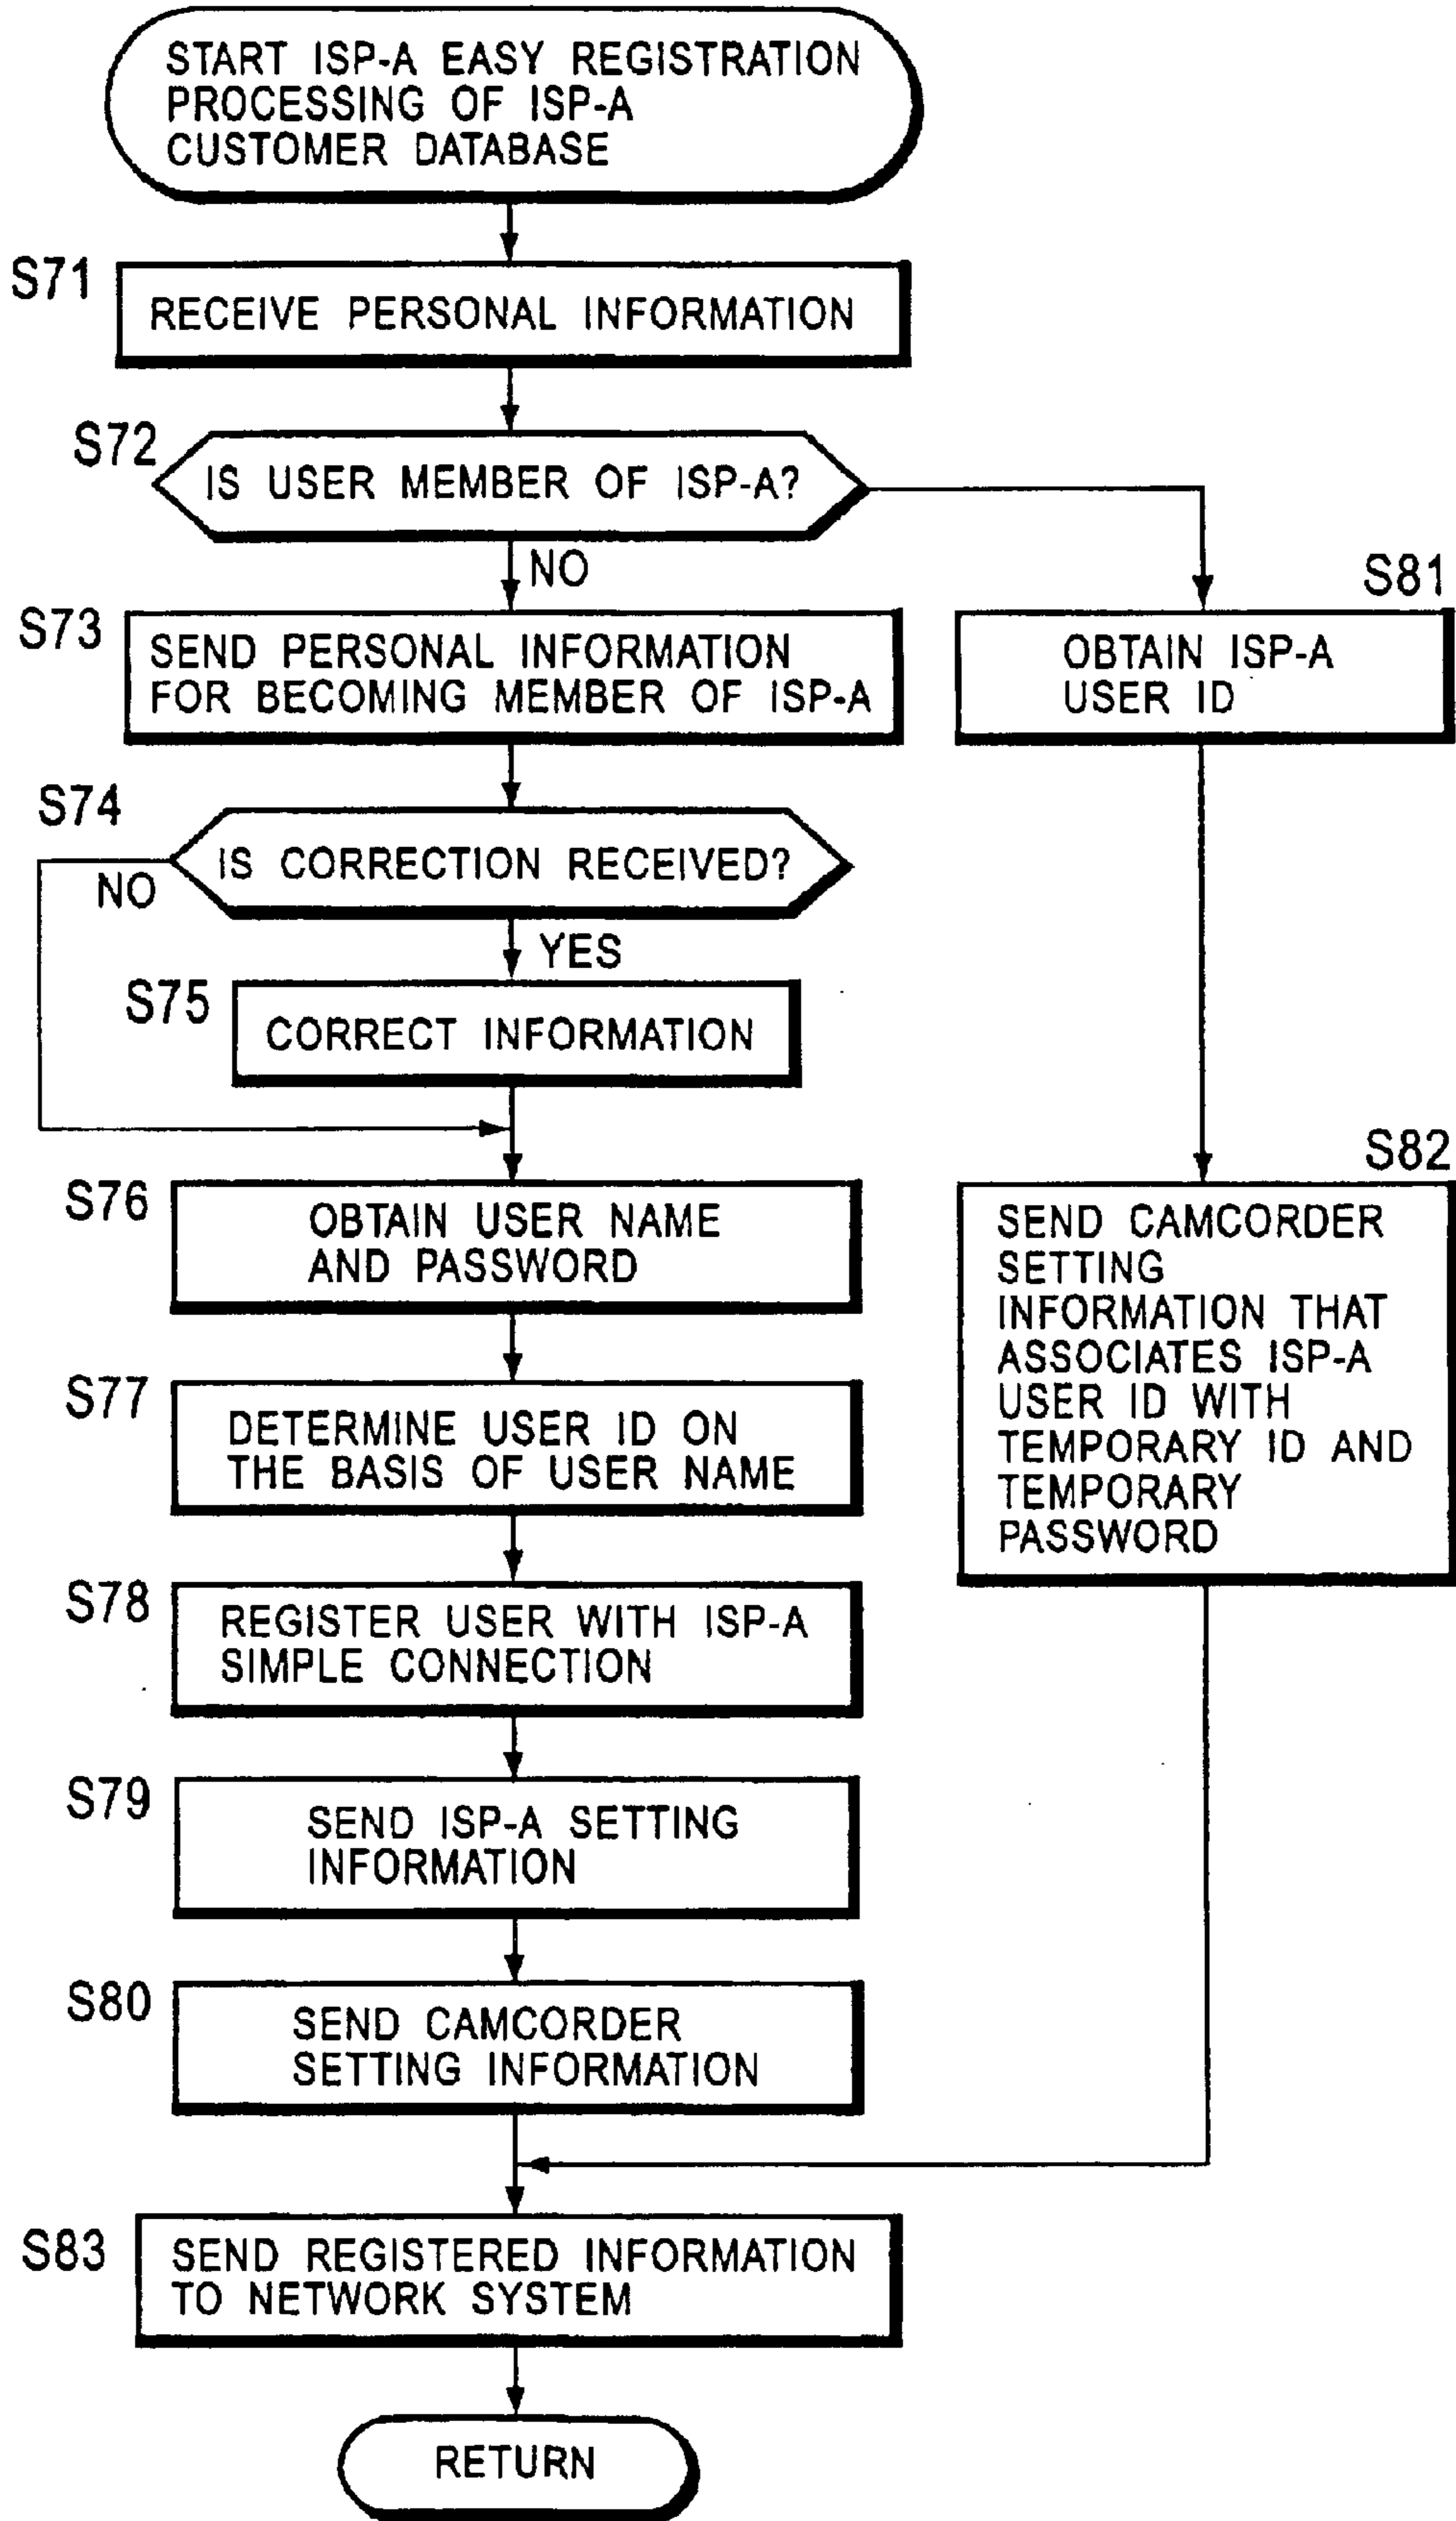 START ISP-A EASY REGISTRATION
PROCESSING OF ISP-A
CUSTOMER DATABASE
S71
RECEIVE PERSONAL INFORMATION
S72
IS USER MEMBER OF ISP-A?
NO
S73
SEND PERSONAL INFORMATION
FOR BECOMING MEMBER OF ISP-A
S81
OBTAIN ISP-A
USER ID
S74
IS CORRECTION RECEIVED?
NO
YES
S75
CORRECT INFORMATION
S76
OBTAIN USER NAME
AND PASSWORD
S82
SEND CAMCORDER
SETTING
INFORMATION THAT
ASSOCIATES ISP-A
USER ID WITH
TEMPORARY ID AND
TEMPORARY
PASSWORD
S77
DETERMINE USER ID ON
THE BASIS OF USER NAME
S78
REGISTER USER WITH ISP-A
SIMPLE CONNECTION
S79
SEND ISP-A SETTING
INFORMATION
S80
SEND CAMCORDER
SETTING INFORMATION
S83
SEND REGISTERED INFORMATION
TO NETWORK SYSTEM
RETURN